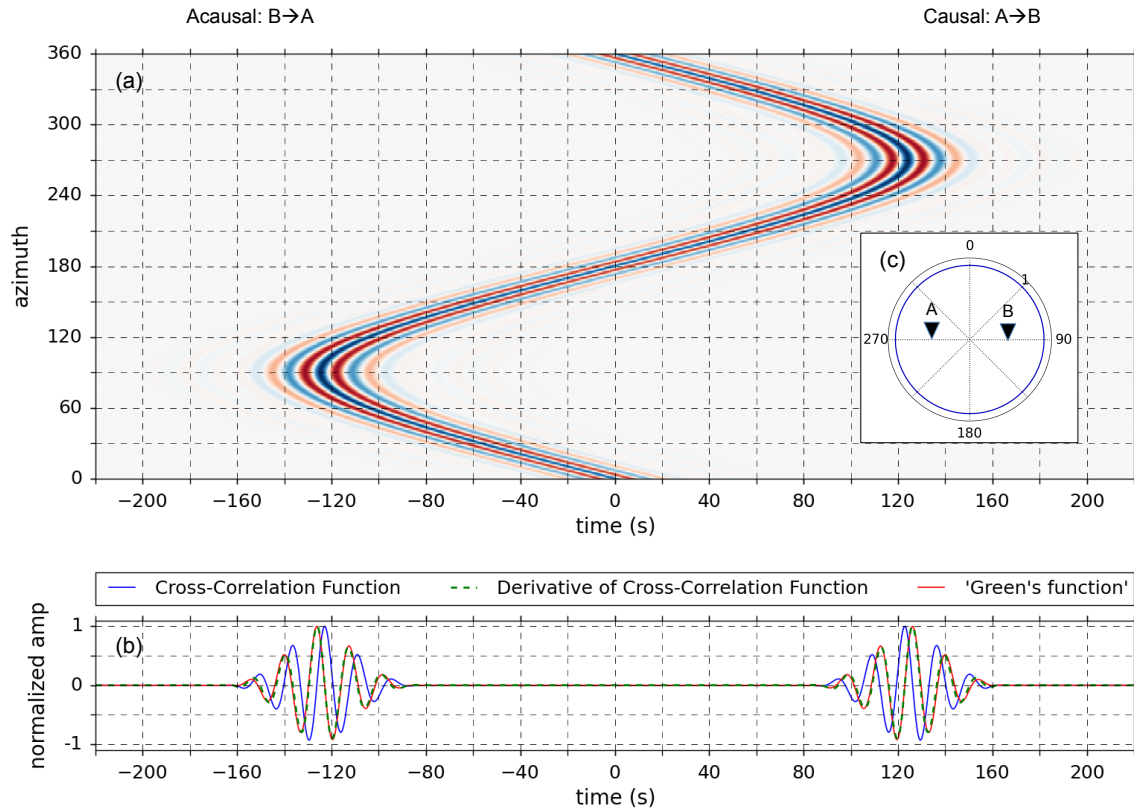 Acausal: B→A
Causal: A→B
360
300
240
180
120
60
0
azimuth
(a)
−200 −160 −120 −80 −40 0 40 80 120 160 200
time (s)
(c)
0
1
A
B
270
90
180
Cross-Correlation Function
Derivative of Cross-Correlation Function
'Green's function'
(b)
1
0
-1
normalized amp
−200 −160 −120 −80 −40 0 40 80 120 160 200
time (s)